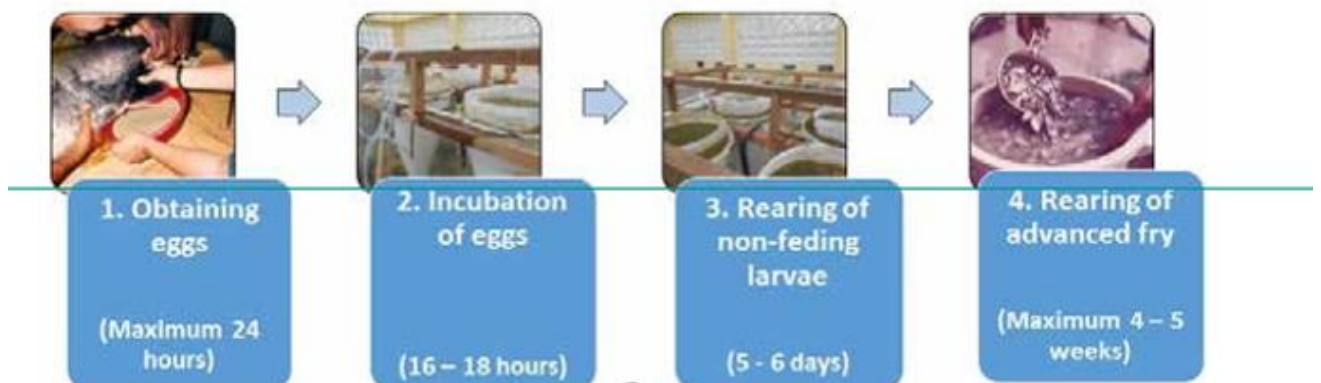 1. Obtaining
eggs
(Maximum 24
hours)
2. Incubation
of eggs
(16 – 18 hours)
3. Rearing of
non-feding
larvae
(5 - 6 days)
4. Rearing of
advanced fry
(Maximum 4 – 5
weeks)